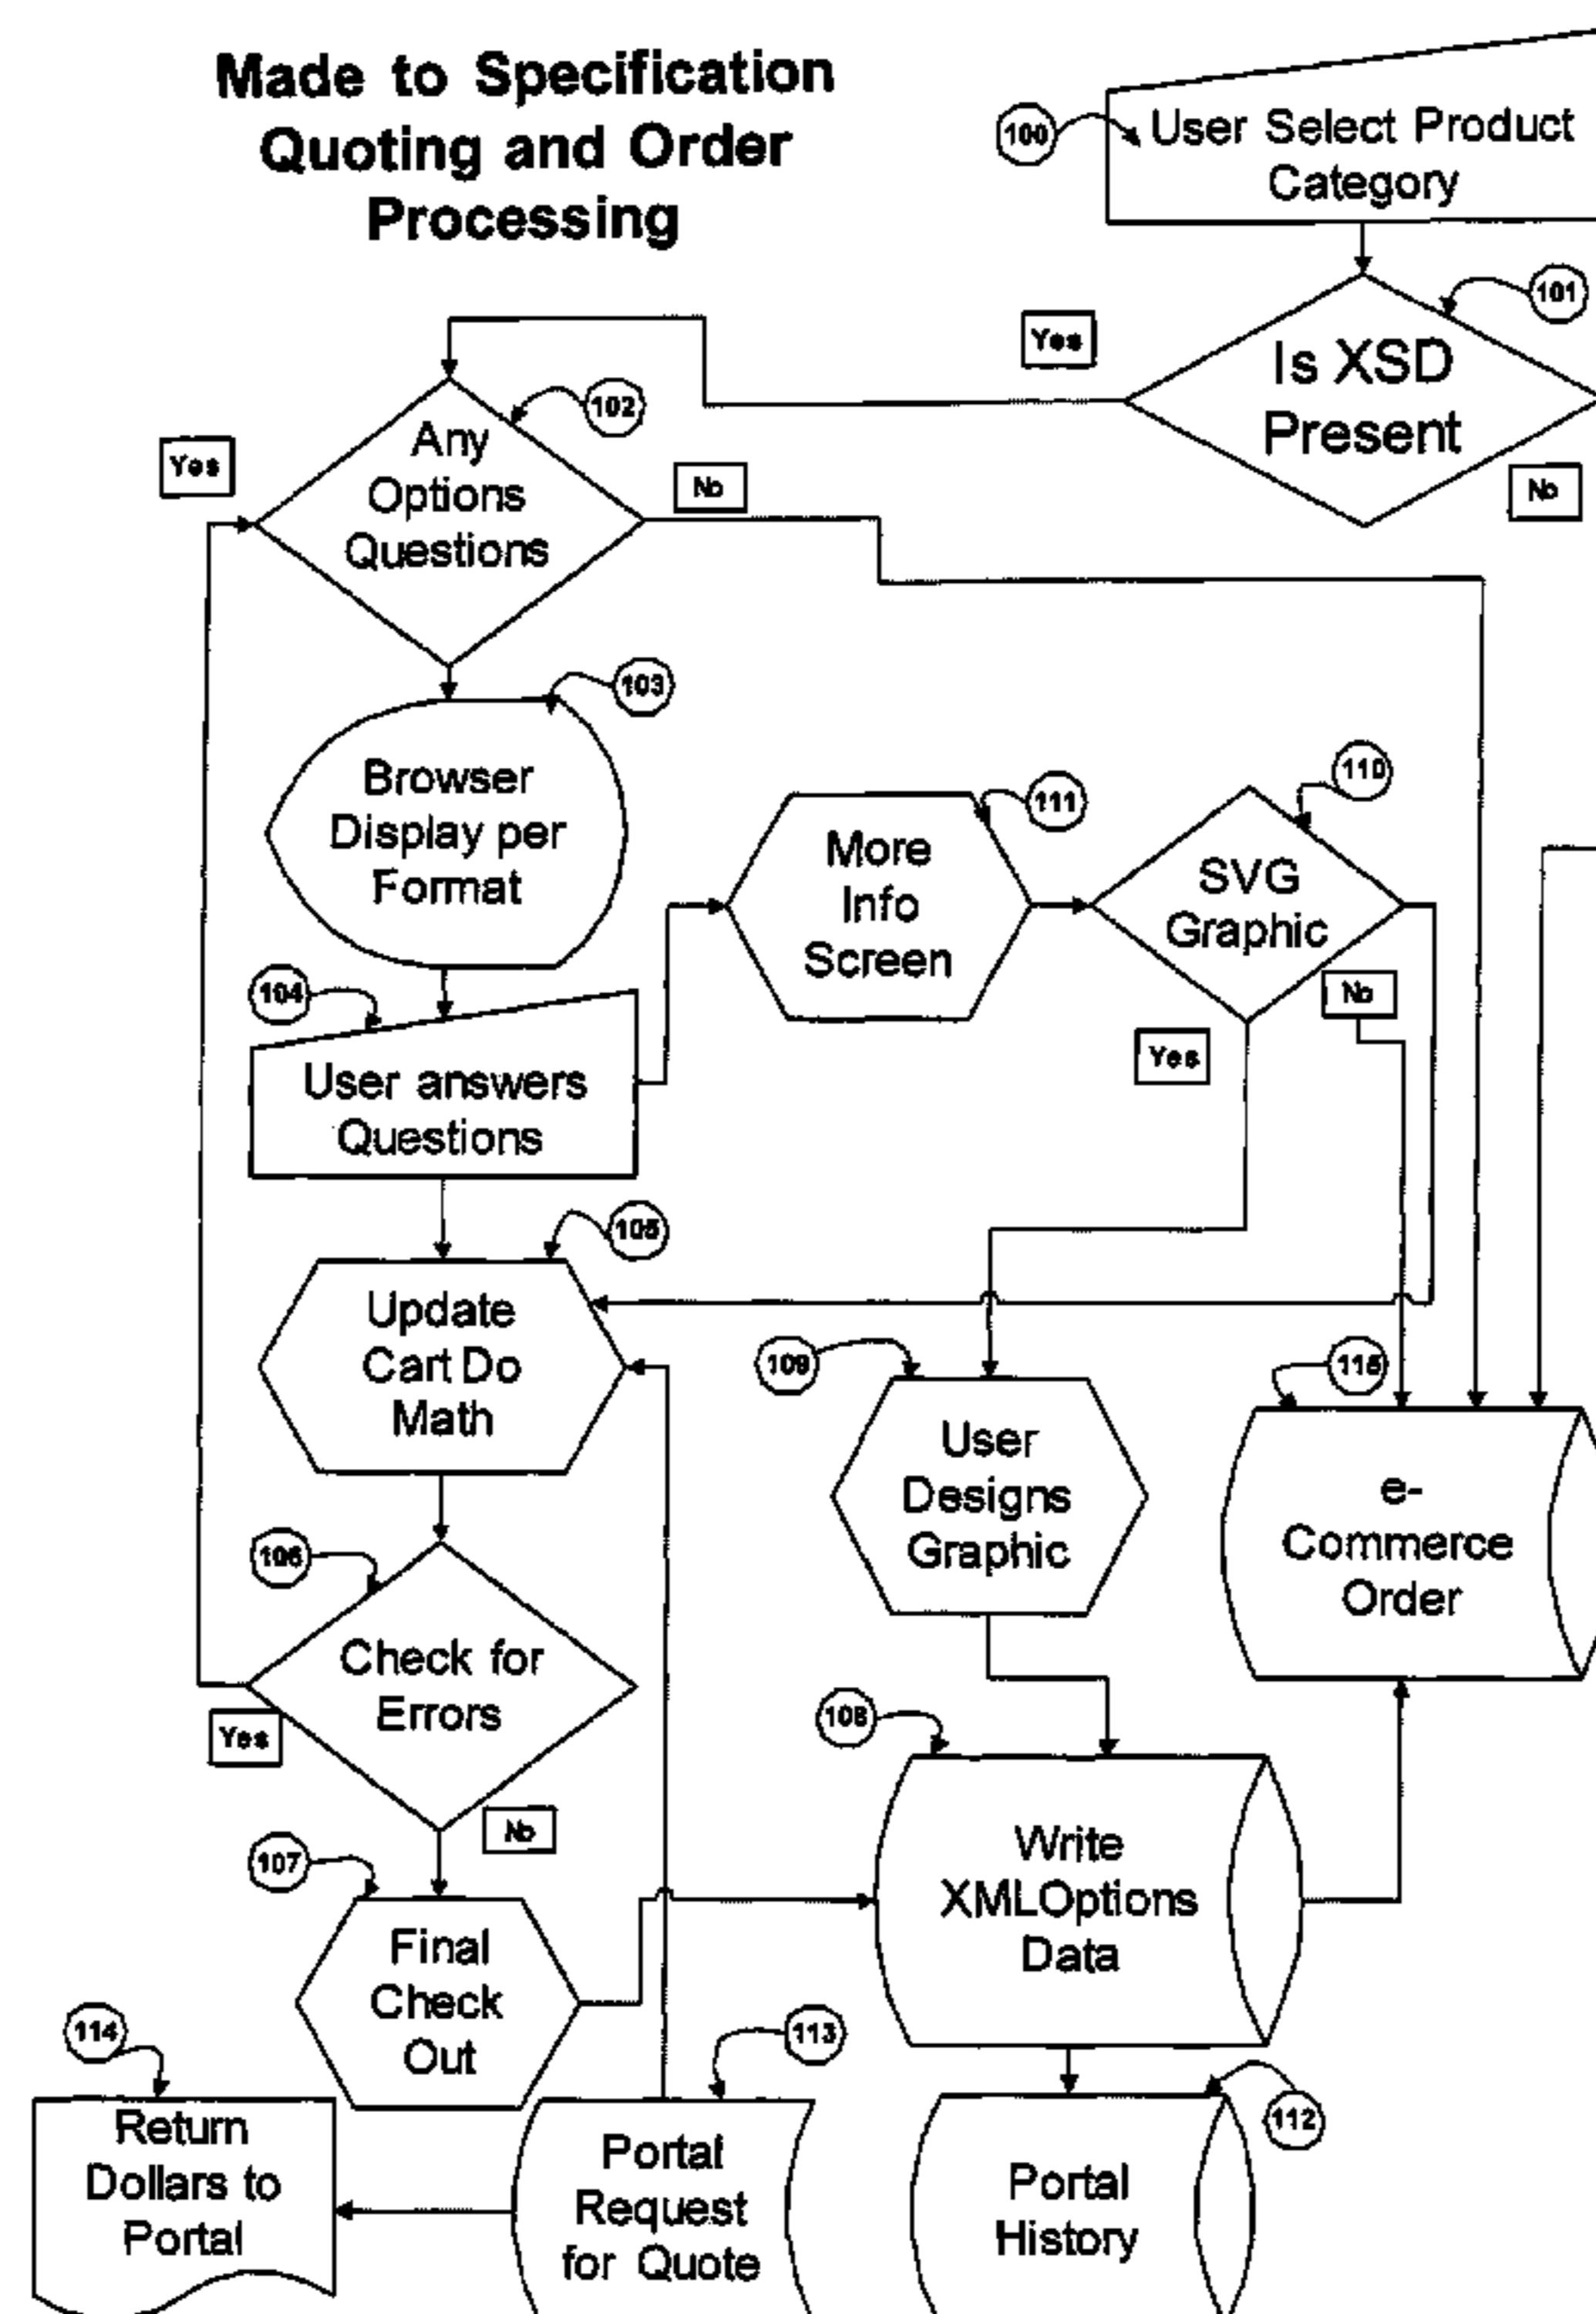 Made to Specification
Quoting and Order
Processing
100
User Select Product
Category
101
Is XSD
Present
Yes
No
102
Any
Options
Questions
Yes
No
103
Browser
Display per
Format
111
More
Info
Screen
110
SVG
Graphic
No
Yes
104
User answers
Questions
105
Update
Cart Do
Math
109
User
Designs
Graphic
115
e-
Commerce
Order
106
Check for
Errors
Yes
No
108
Write
XMLOptions
Data
107
Final
Check
Out
114
Return
Dollars to
Portal
113
Portal
Request
for Quote
112
Portal
History